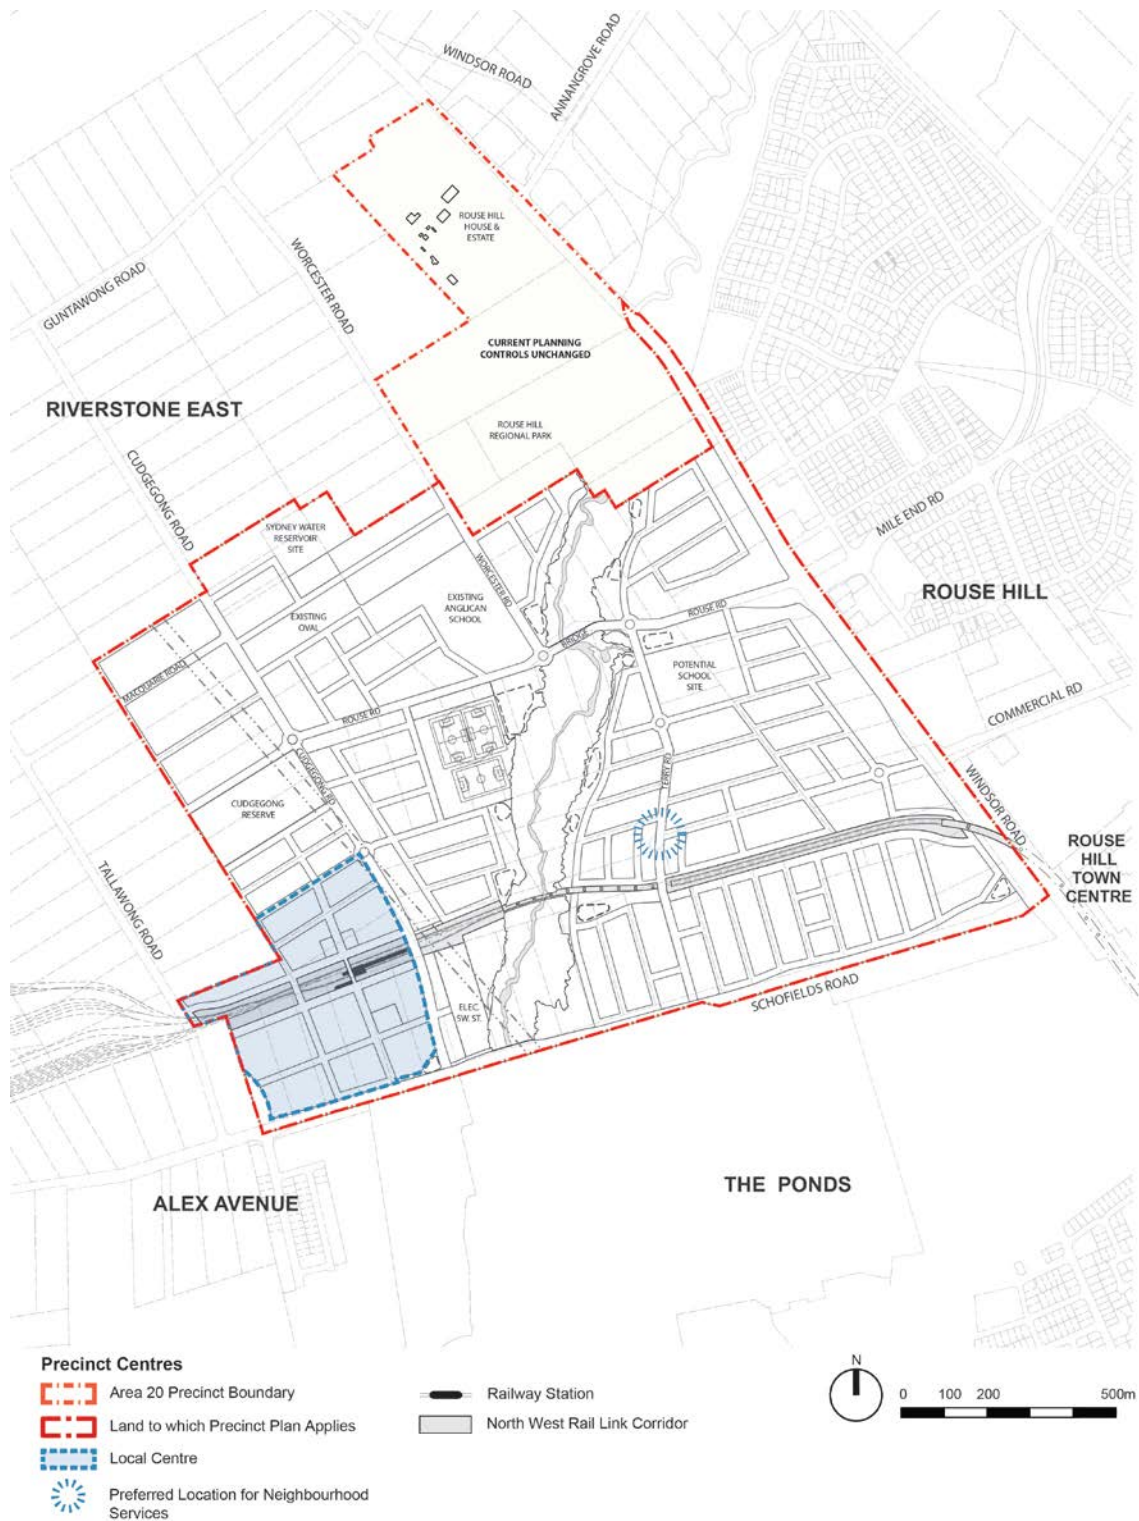 WINDSOR ROAD
ANNANGROVE ROAD
ROUSE HILL
HOUSE &
ESTATE
WORCESTER ROAD
GUNTAWONG ROAD
CURRENT PLANNING
CONTROLS UNCHANGED
RIVERSTONE EAST
ROUSE HILL
REGIONAL PARK
CUDGEGONG ROAD
MILE END RD
SYDNEY WATER
RESERVOIR
SITE
WORCESTER RD
ROUSE HILL
EXISTING
ANGLICAN
SCHOOL
EXISTING
OVAL
ROUSE RD
BRIDGE
MACQUARIE ROAD
POTENTIAL
SCHOOL
SITE
COMMERCIAL RD
ROUSE RD
CUDGEGONG RD
TERRY RD
WINDSOR ROAD
CUDGEGONG
RESERVE
ROUSE
HILL
TOWN
CENTRE
TALLAWONG ROAD
ELEC.
SW. ST.
SCHOFIELDS ROAD
THE PONDS
ALEX AVENUE
Precinct Centres
Area 20 Precinct Boundary
Land to which Precinct Plan Applies
Local Centre
Preferred Location for Neighbourhood
Services
Railway Station
North West Rail Link Corridor
N
0 100 200 500m